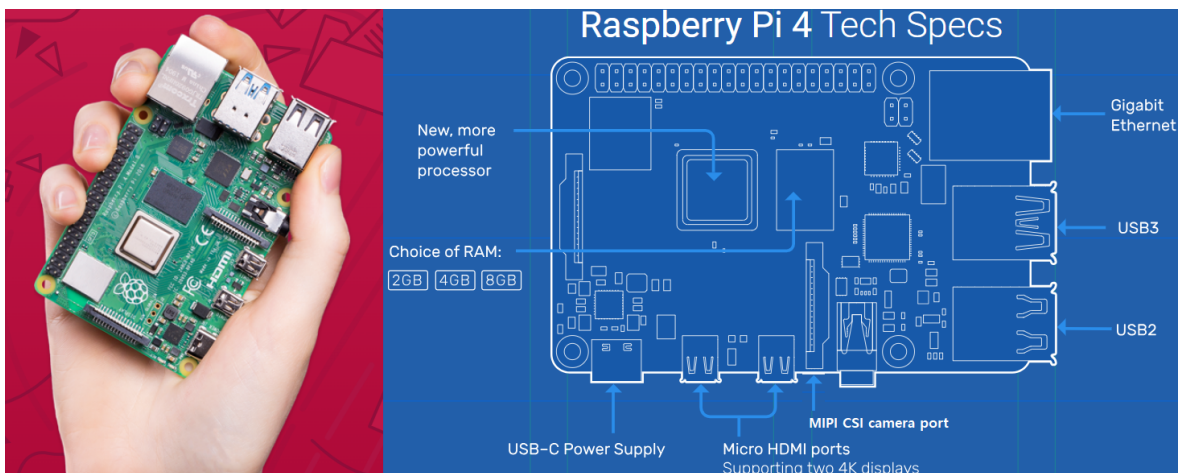 Raspberry Pi 4 Tech Specs
New, more
powerful
processor
Choice of RAM:
2GB 4GB 8GB
Gigabit
Ethernet
USB3
USB2
USB-C Power Supply
Micro HDMI ports
Supporting two 4K displays
MIPI CSI camera port
HDMI